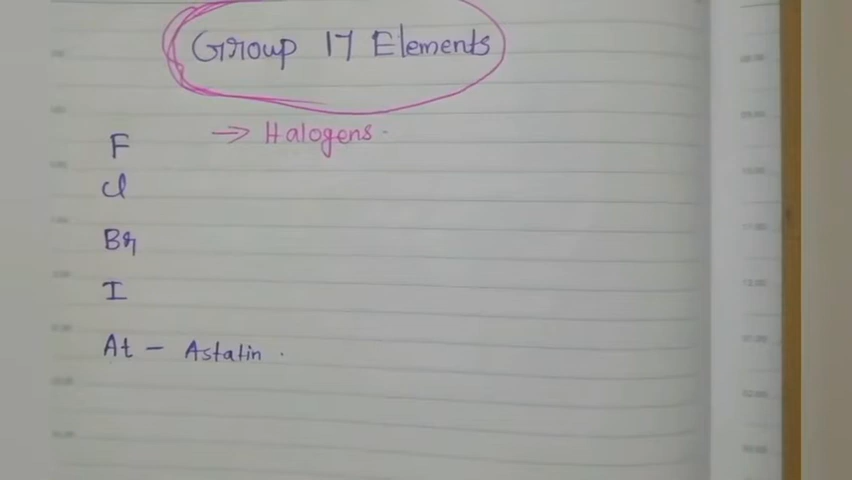 Group 17 Elements
→ Halogens.
F
Cl
Br
I
At - Astatin.